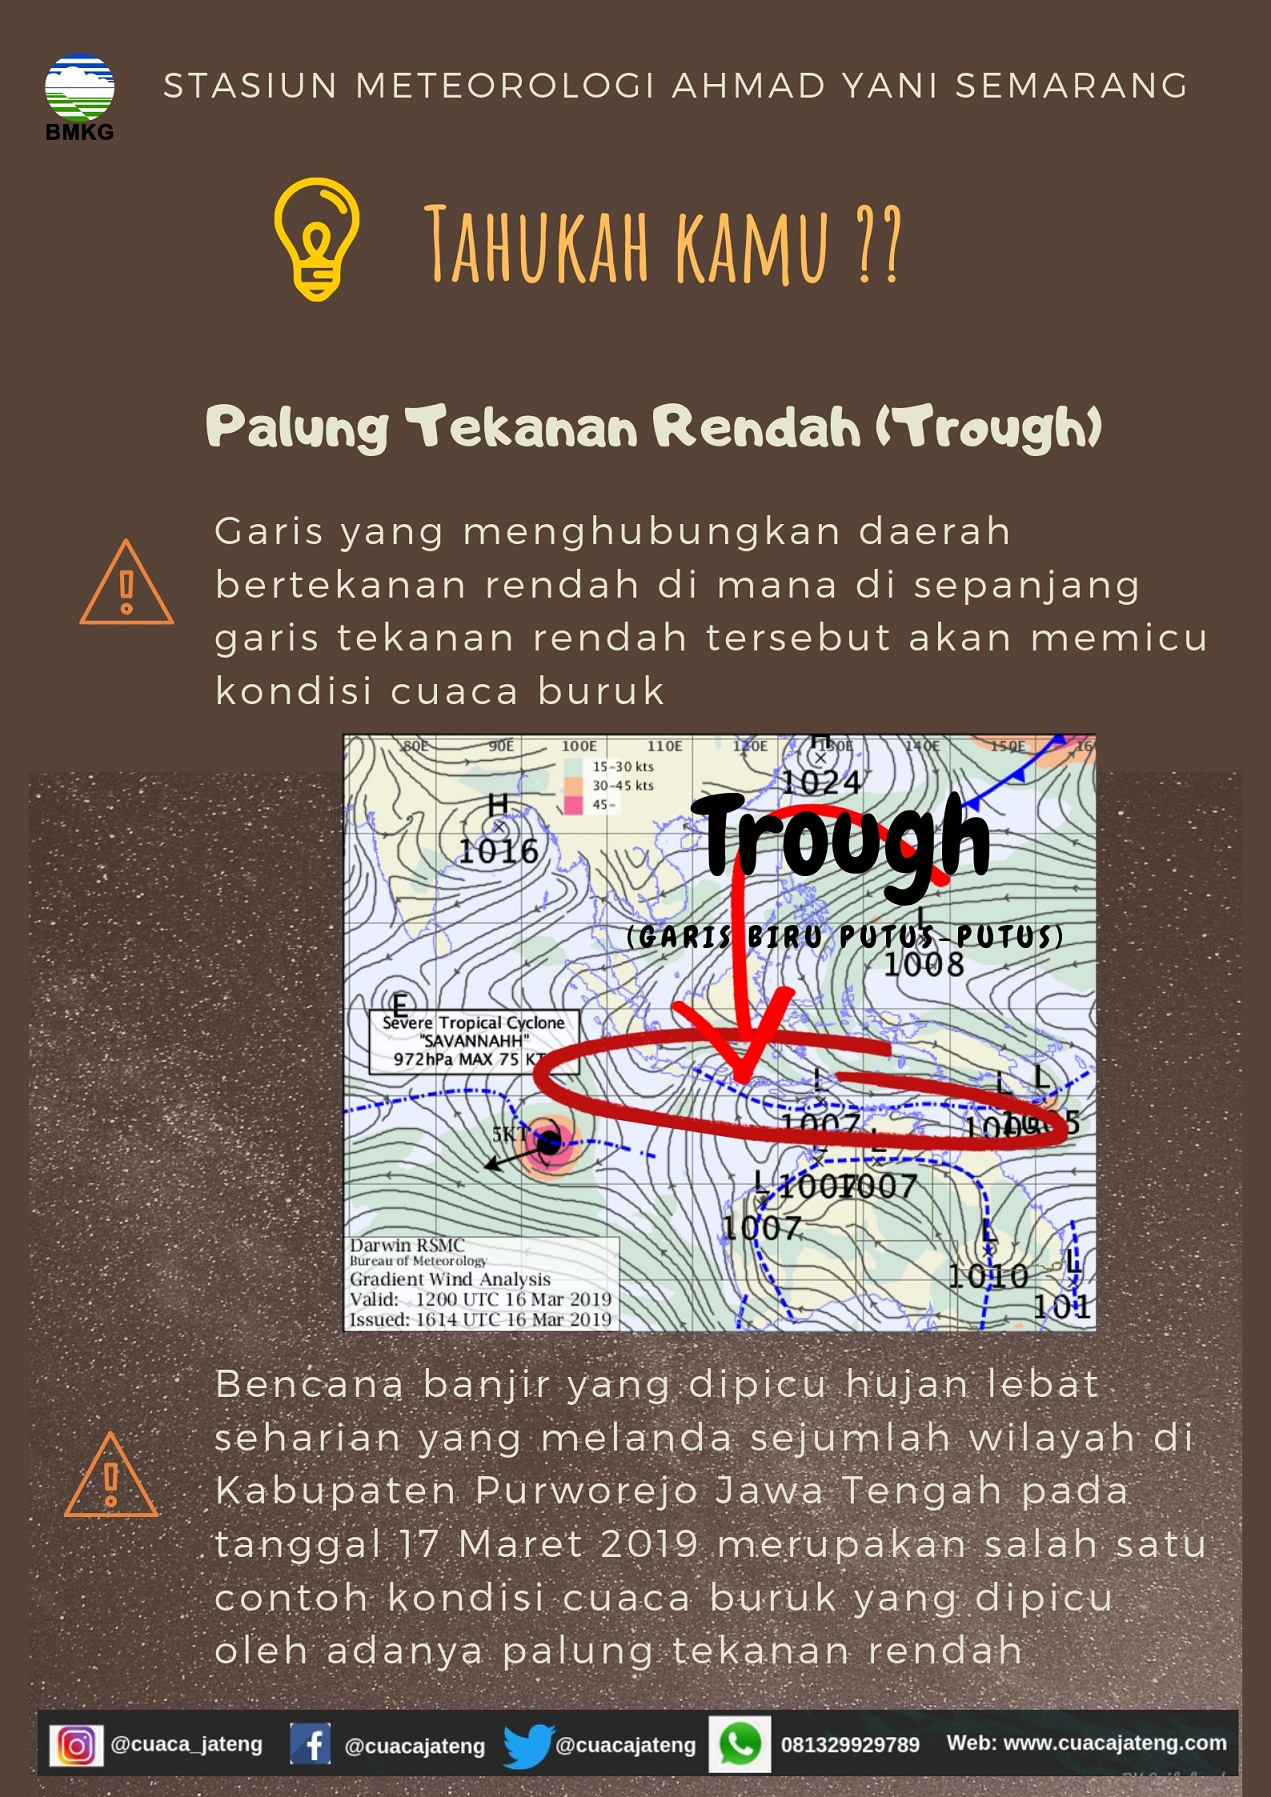 BMKG
STASIUN METEOROLOGI AHMAD YANI SEMARANG
TAHUKAH KAMU ??
Palung Tekanan Rendah (Trough)
Garis yang menghubungkan daerah
bertekanan rendah di mana di sepanjang
garis tekanan rendah tersebut akan memicu
kondisi cuaca buruk
80E 90E 100E 110E 120E 130E 140E 150E
15-30 kts
30-45 kts
45-
H
1024
H
1016
Trough
(GARIS BIRU PUTUS-PUTUS)
L
1008
E
Severe Tropical Cyclone
"SAVANNAHH"
972hPa MAX 75 KT
5KT
L
1007
L
L
L
1007
L
1007
L
1007
L
1010
L
101
Darwin RSMC
Bureau of Meteorology
Gradient Wind Analysis
Valid: 1200 UTC 16 Mar 2019
Issued: 1614 UTC 16 Mar 2019
Bencana banjir yang dipicu hujan lebat
seharian yang melanda sejumlah wilayah di
Kabupaten Purworejo Jawa Tengah pada
tanggal 17 Maret 2019 merupakan salah satu
contoh kondisi cuaca buruk yang dipicu
oleh adanya palung tekanan rendah
@cuaca_jateng @cuacajateng @cuacajateng 081329929789 Web: www.cuacajateng.com